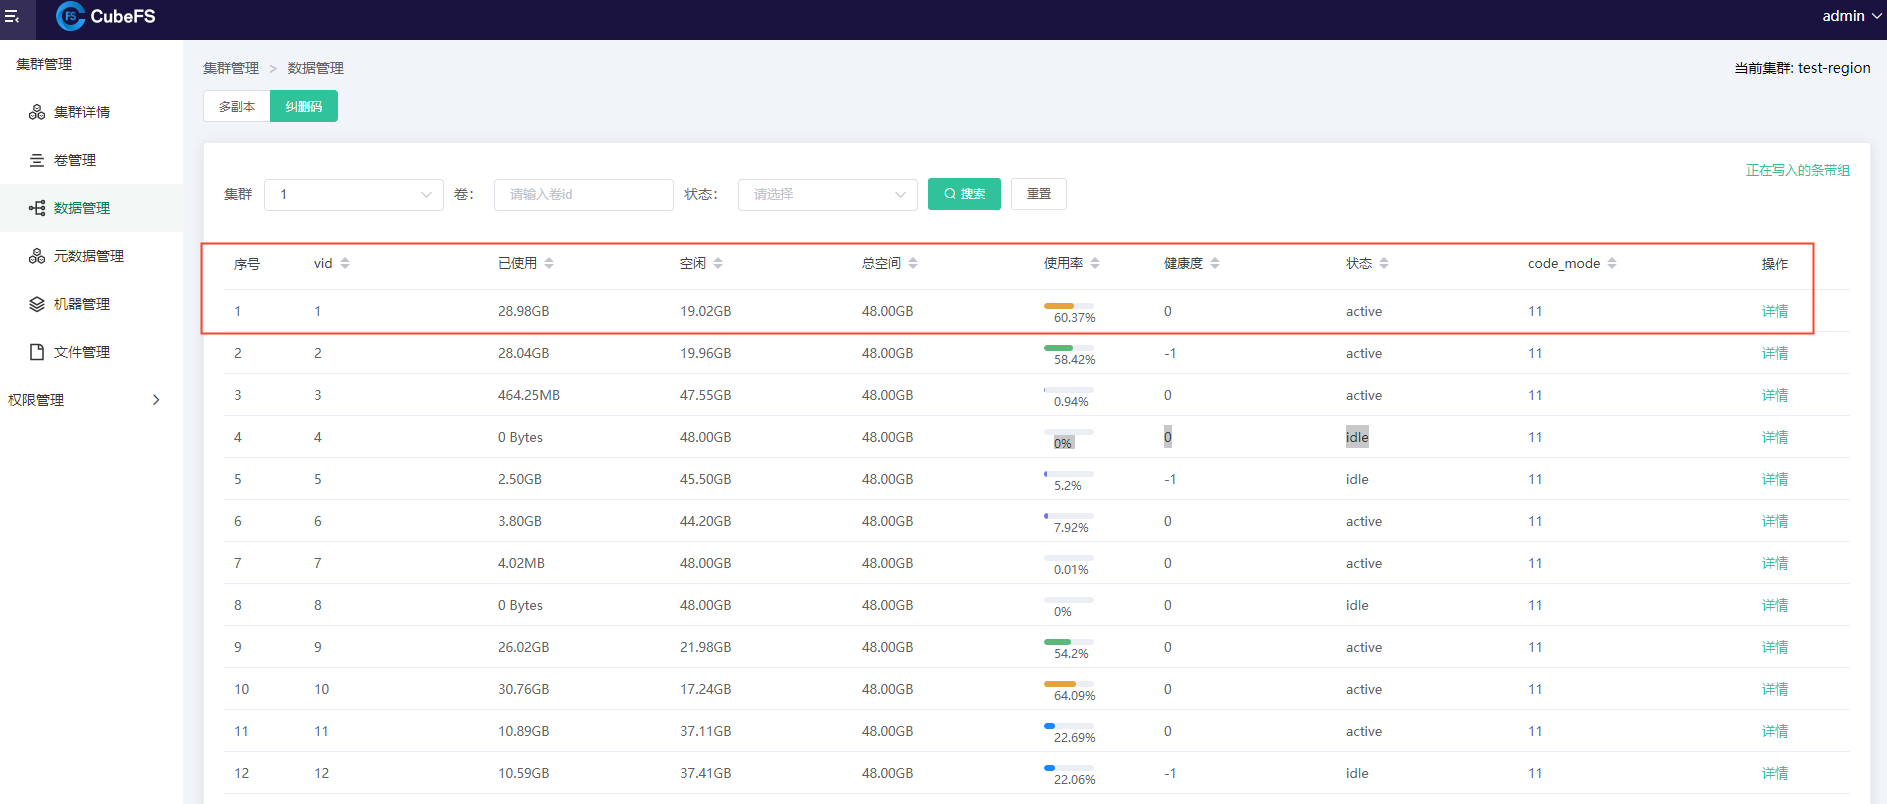 CubeFS
admin
集群管理
集群详情
卷管理
数据管理
元数据管理
机器管理
文件管理
权限管理
集群管理 > 数据管理
当前集群: test-region
多副本 纠删码
正在写入的条带组
集群 1 卷: 请输入卷id 状态: 请选择 搜索 重置
序号 vid 已使用 空闲 总空间 使用率 健康度 状态 code_mode 操作
1 1 28.98GB 19.02GB 48.00GB 60.37% 0 active 11 详情
2 2 28.04GB 19.96GB 48.00GB 58.42% -1 active 11 详情
3 3 464.25MB 47.55GB 48.00GB 0.94% 0 active 11 详情
4 4 0 Bytes 48.00GB 48.00GB 0% 0 idle 11 详情
5 5 2.50GB 45.50GB 48.00GB 5.2% -1 idle 11 详情
6 6 3.80GB 44.20GB 48.00GB 7.92% 0 active 11 详情
7 7 4.02MB 48.00GB 48.00GB 0.01% 0 active 11 详情
8 8 0 Bytes 48.00GB 48.00GB 0% 0 idle 11 详情
9 9 26.02GB 21.98GB 48.00GB 54.2% 0 active 11 详情
10 10 30.76GB 17.24GB 48.00GB 64.09% 0 active 11 详情
11 11 10.89GB 37.11GB 48.00GB 22.69% 0 active 11 详情
12 12 10.59GB 37.41GB 48.00GB 22.06% -1 idle 11 详情